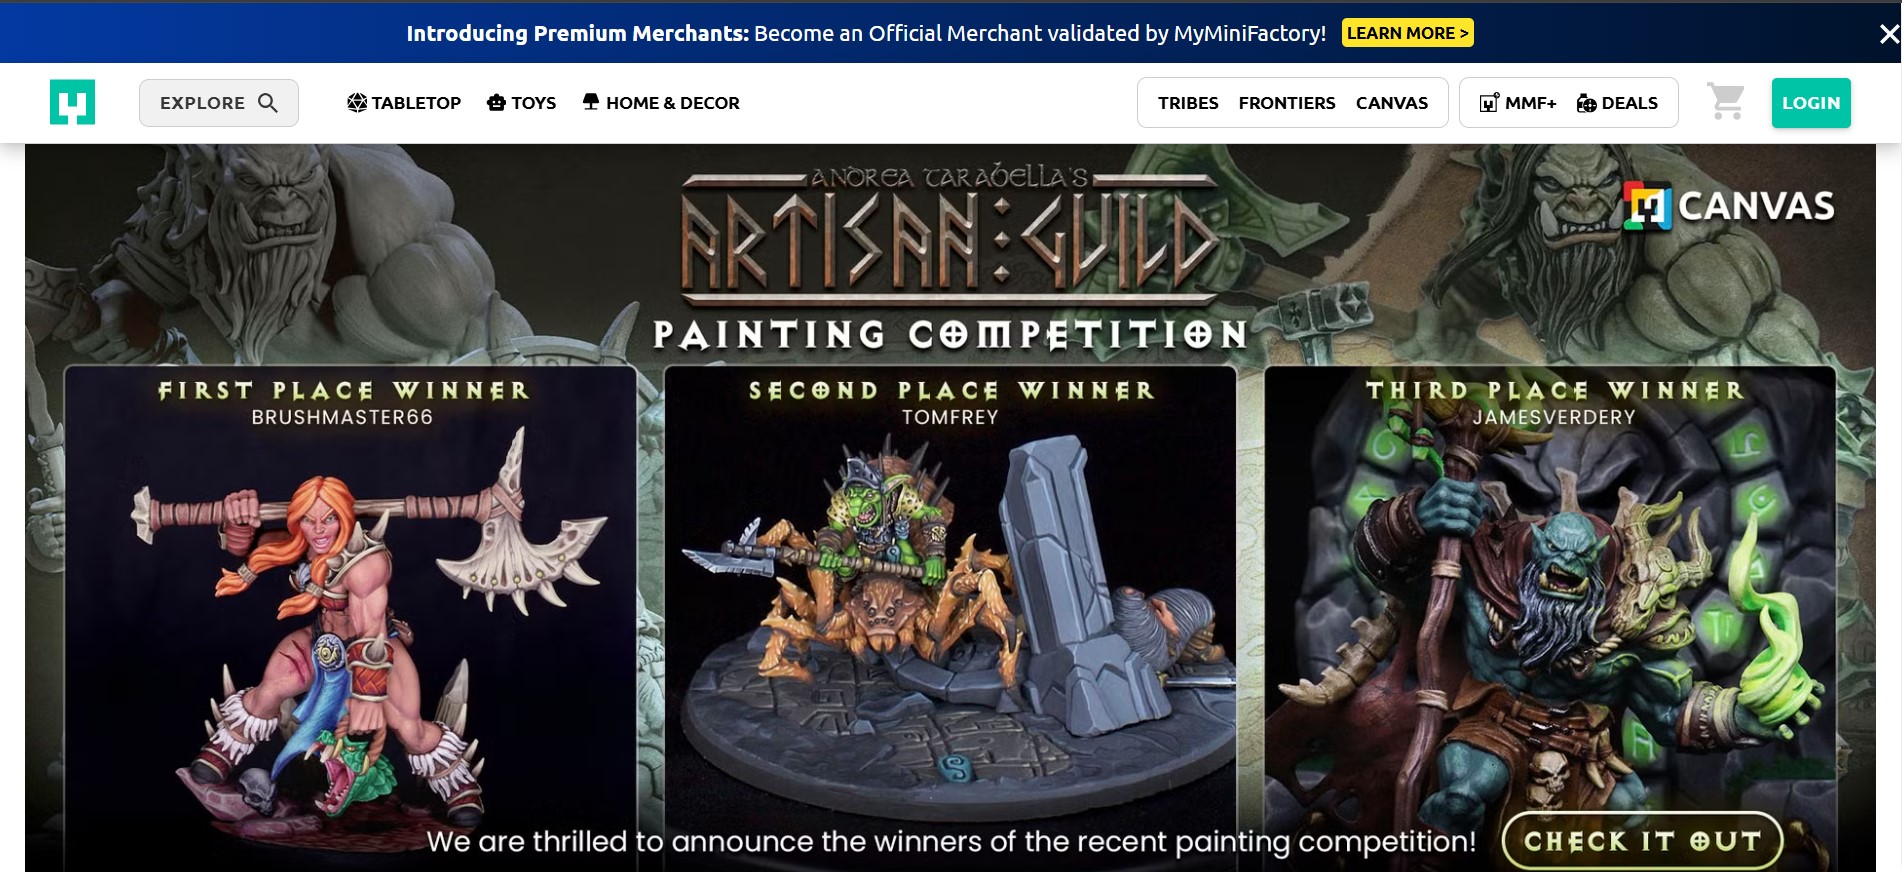 Introducing Premium Merchants: Become an Official Merchant validated by MyMiniFactory! LEARN MORE >
EXPLORE TABLETOP TOYS HOME & DECOR TRIBES FRONTIERS CANVAS MMF+ DEALS LOGIN
ANDREA TARABELLA'S
ARTISAN GUILD
CANVAS
PAINTING COMPETITION
FIRST PLACE WINNER
BRUSHMASTER66
SECOND PLACE WINNER
TOMFREY
THIRD PLACE WINNER
JAMESVERDERY
We are thrilled to announce the winners of the recent painting competition! CHECK IT OUT